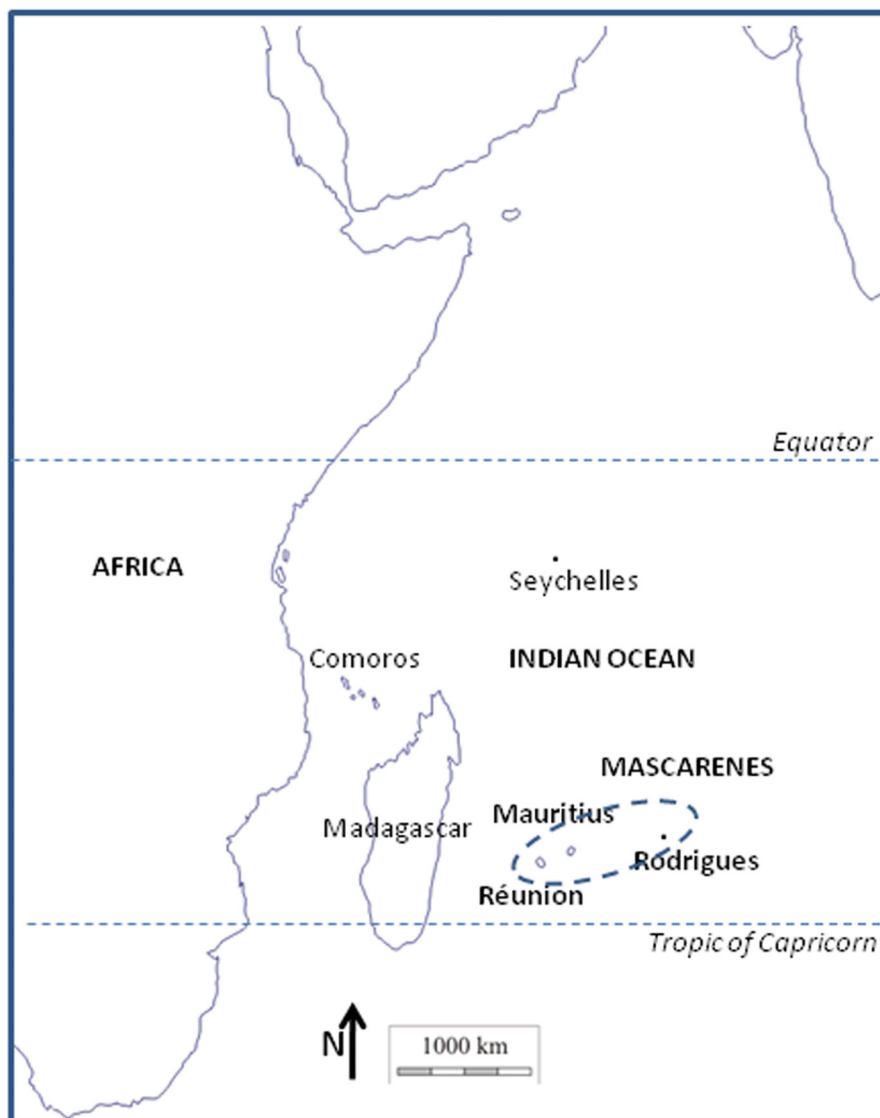 Equator
AFRICA
Seychelles
Comoros
INDIAN OCEAN
MASCARENES
Mauritius
Madagascar
Rodrigues
Réunion
Tropic of Capricorn
N
1000 km